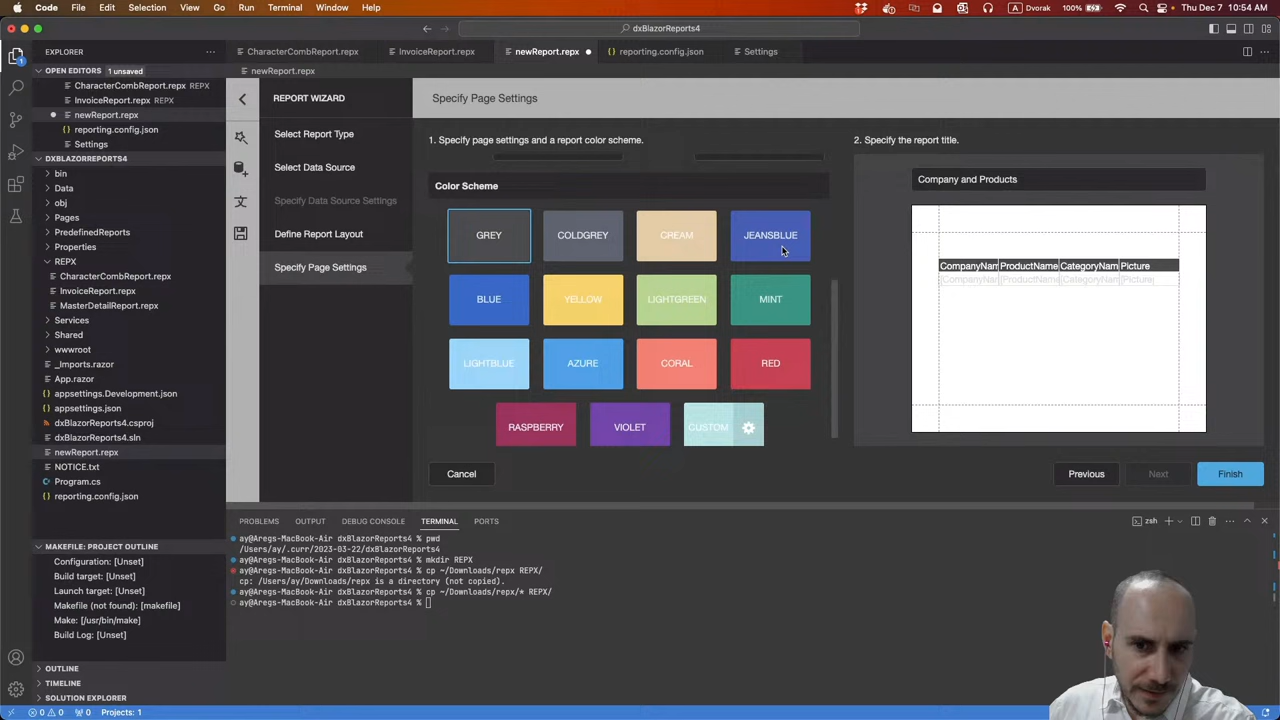 Code File Edit Selection View Go Run Terminal Window Help
Dvorak 100% Thu Dec 7 10:54 AM
dxBlazorReports4
EXPLORER
CharacterCombReport.repx InvoiceReport.repx newReport.repx reporting.config.json Settings
OPEN EDITORS 1 unsaved
CharacterCombReport.repx REPX
InvoiceReport.repx REPX
newReport.repx
reporting.config.json
Settings
DXBLAZORREPORTS4
bin
Data
obj
Pages
PredefinedReports
Properties
REPX
CharacterCombReport.repx
InvoiceReport.repx
MasterDetailReport.repx
Services
Shared
wwwroot
_Imports.razor
App.razor
appsettings.Development.json
appsettings.json
dxBlazorReports4.csproj
dxBlazorReports4.sln
newReport.repx
NOTICE.txt
Program.cs
reporting.config.json
MAKEFILE: PROJECT OUTLINE
Configuration: [Unset]
Build target: [Unset]
Launch target: [Unset]
Makefile (not found): [makefile]
Make: [/usr/bin/make]
Build Log: [Unset]
OUTLINE
TIMELINE
SOLUTION EXPLORER
newReport.repx
REPORT WIZARD
Select Report Type
Select Data Source
Specify Data Source Settings
Define Report Layout
Specify Page Settings
Specify Page Settings
1. Specify page settings and a report color scheme.
Color Scheme
GREY COLDGREY CREAM JEANSBLUE
BLUE YELLOW LIGHTGREEN MINT
LIGHTBLUE AZURE CORAL RED
RASPBERRY VIOLET CUSTOM
2. Specify the report title.
Company and Products
CompanyNam ProductName CategoryNam Picture
[CompanyNar [ProductName [CategoryNam [Picture]
Cancel Previous Next Finish
PROBLEMS OUTPUT DEBUG CONSOLE TERMINAL PORTS
zsh
ay@Aregs-MacBook-Air dxBlazorReports4 % pwd
/Users/ay/.curr/2023-03-22/dxBlazorReports4
ay@Aregs-MacBook-Air dxBlazorReports4 % mkdir REPX
ay@Aregs-MacBook-Air dxBlazorReports4 % cp ~/Downloads/repx REPX/
cp: /Users/ay/Downloads/repx is a directory (not copied).
ay@Aregs-MacBook-Air dxBlazorReports4 % cp ~/Downloads/repx/* REPX/
ay@Aregs-MacBook-Air dxBlazorReports4 %
0 0 0 Projects: 1